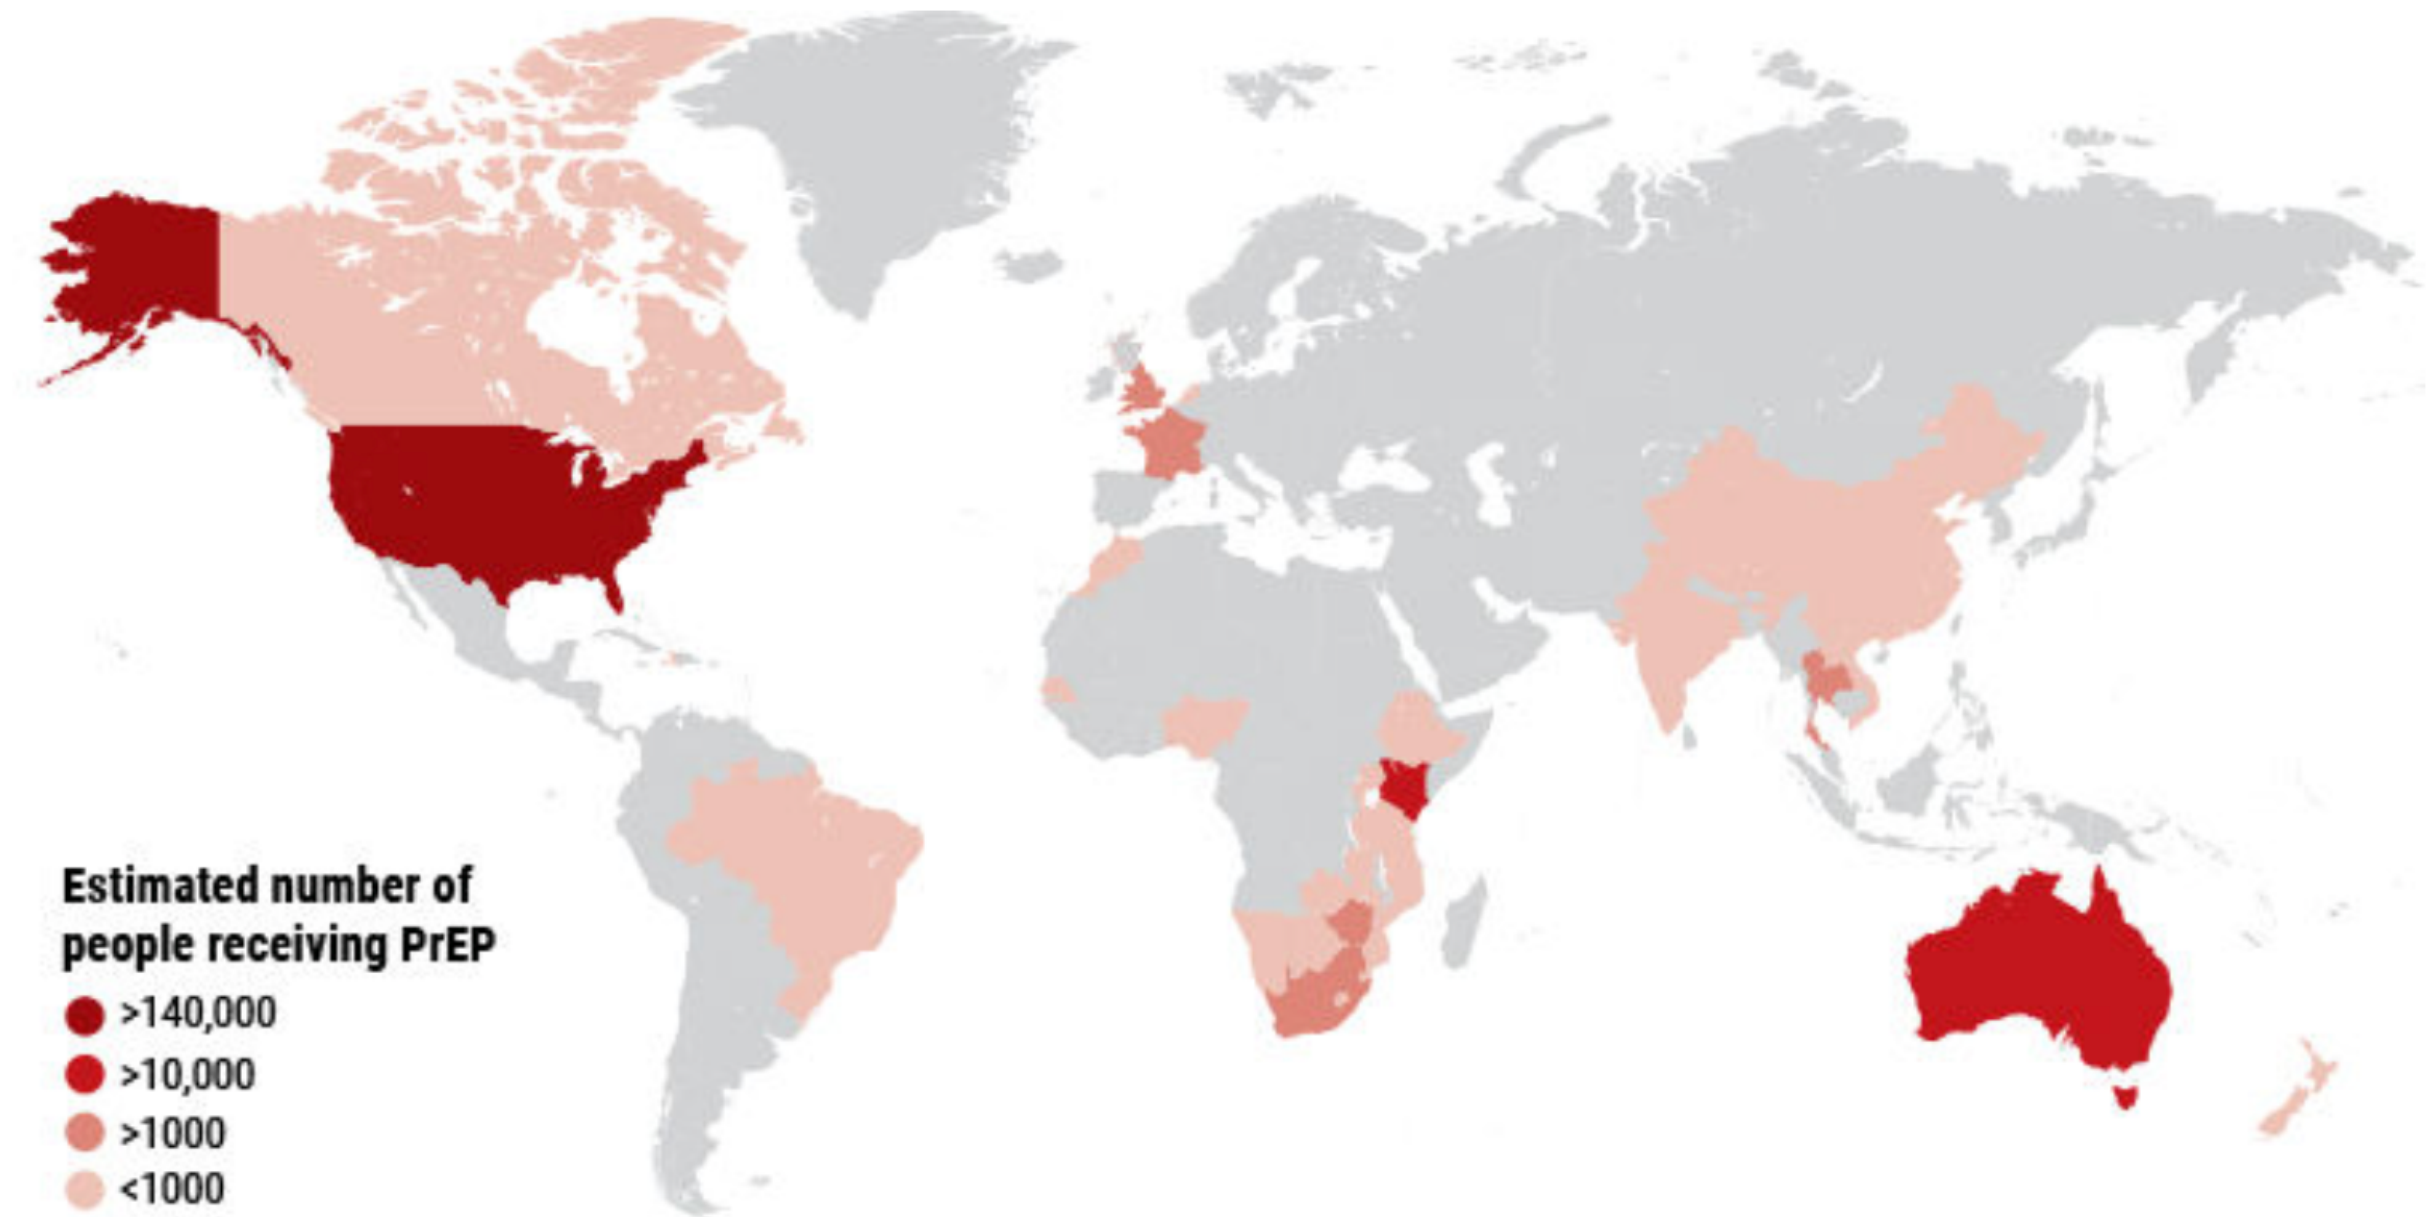 Estimated number of
people receiving PrEP
>140,000
>10,000
>1000
<1000